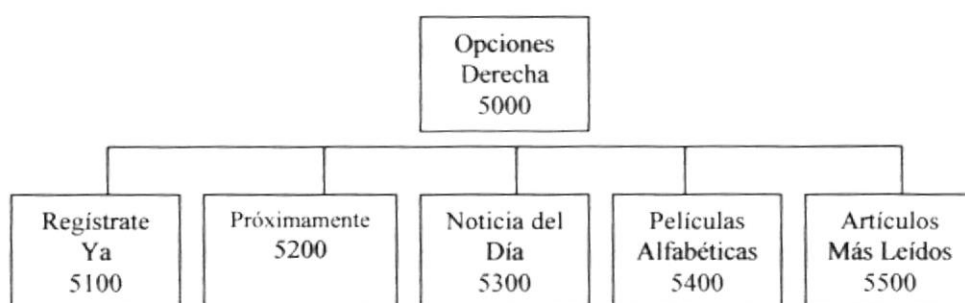 Opciones
Derecha
5000
Regístrate
Ya
5100
Próximamente
5200
Noticia del
Día
5300
Películas
Alfabéticas
5400
Artículos
Más Leídos
5500